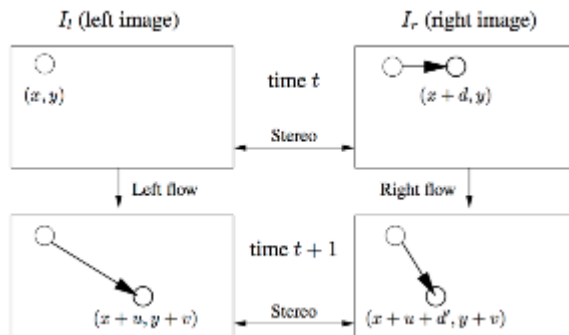 I_l (left image)
I_r (right image)
(x, y)
time t
(x + d, y)
Stereo
Left flow
Right flow
time t + 1
(x + u, y + v)
Stereo
(x + u + d′, y + v)